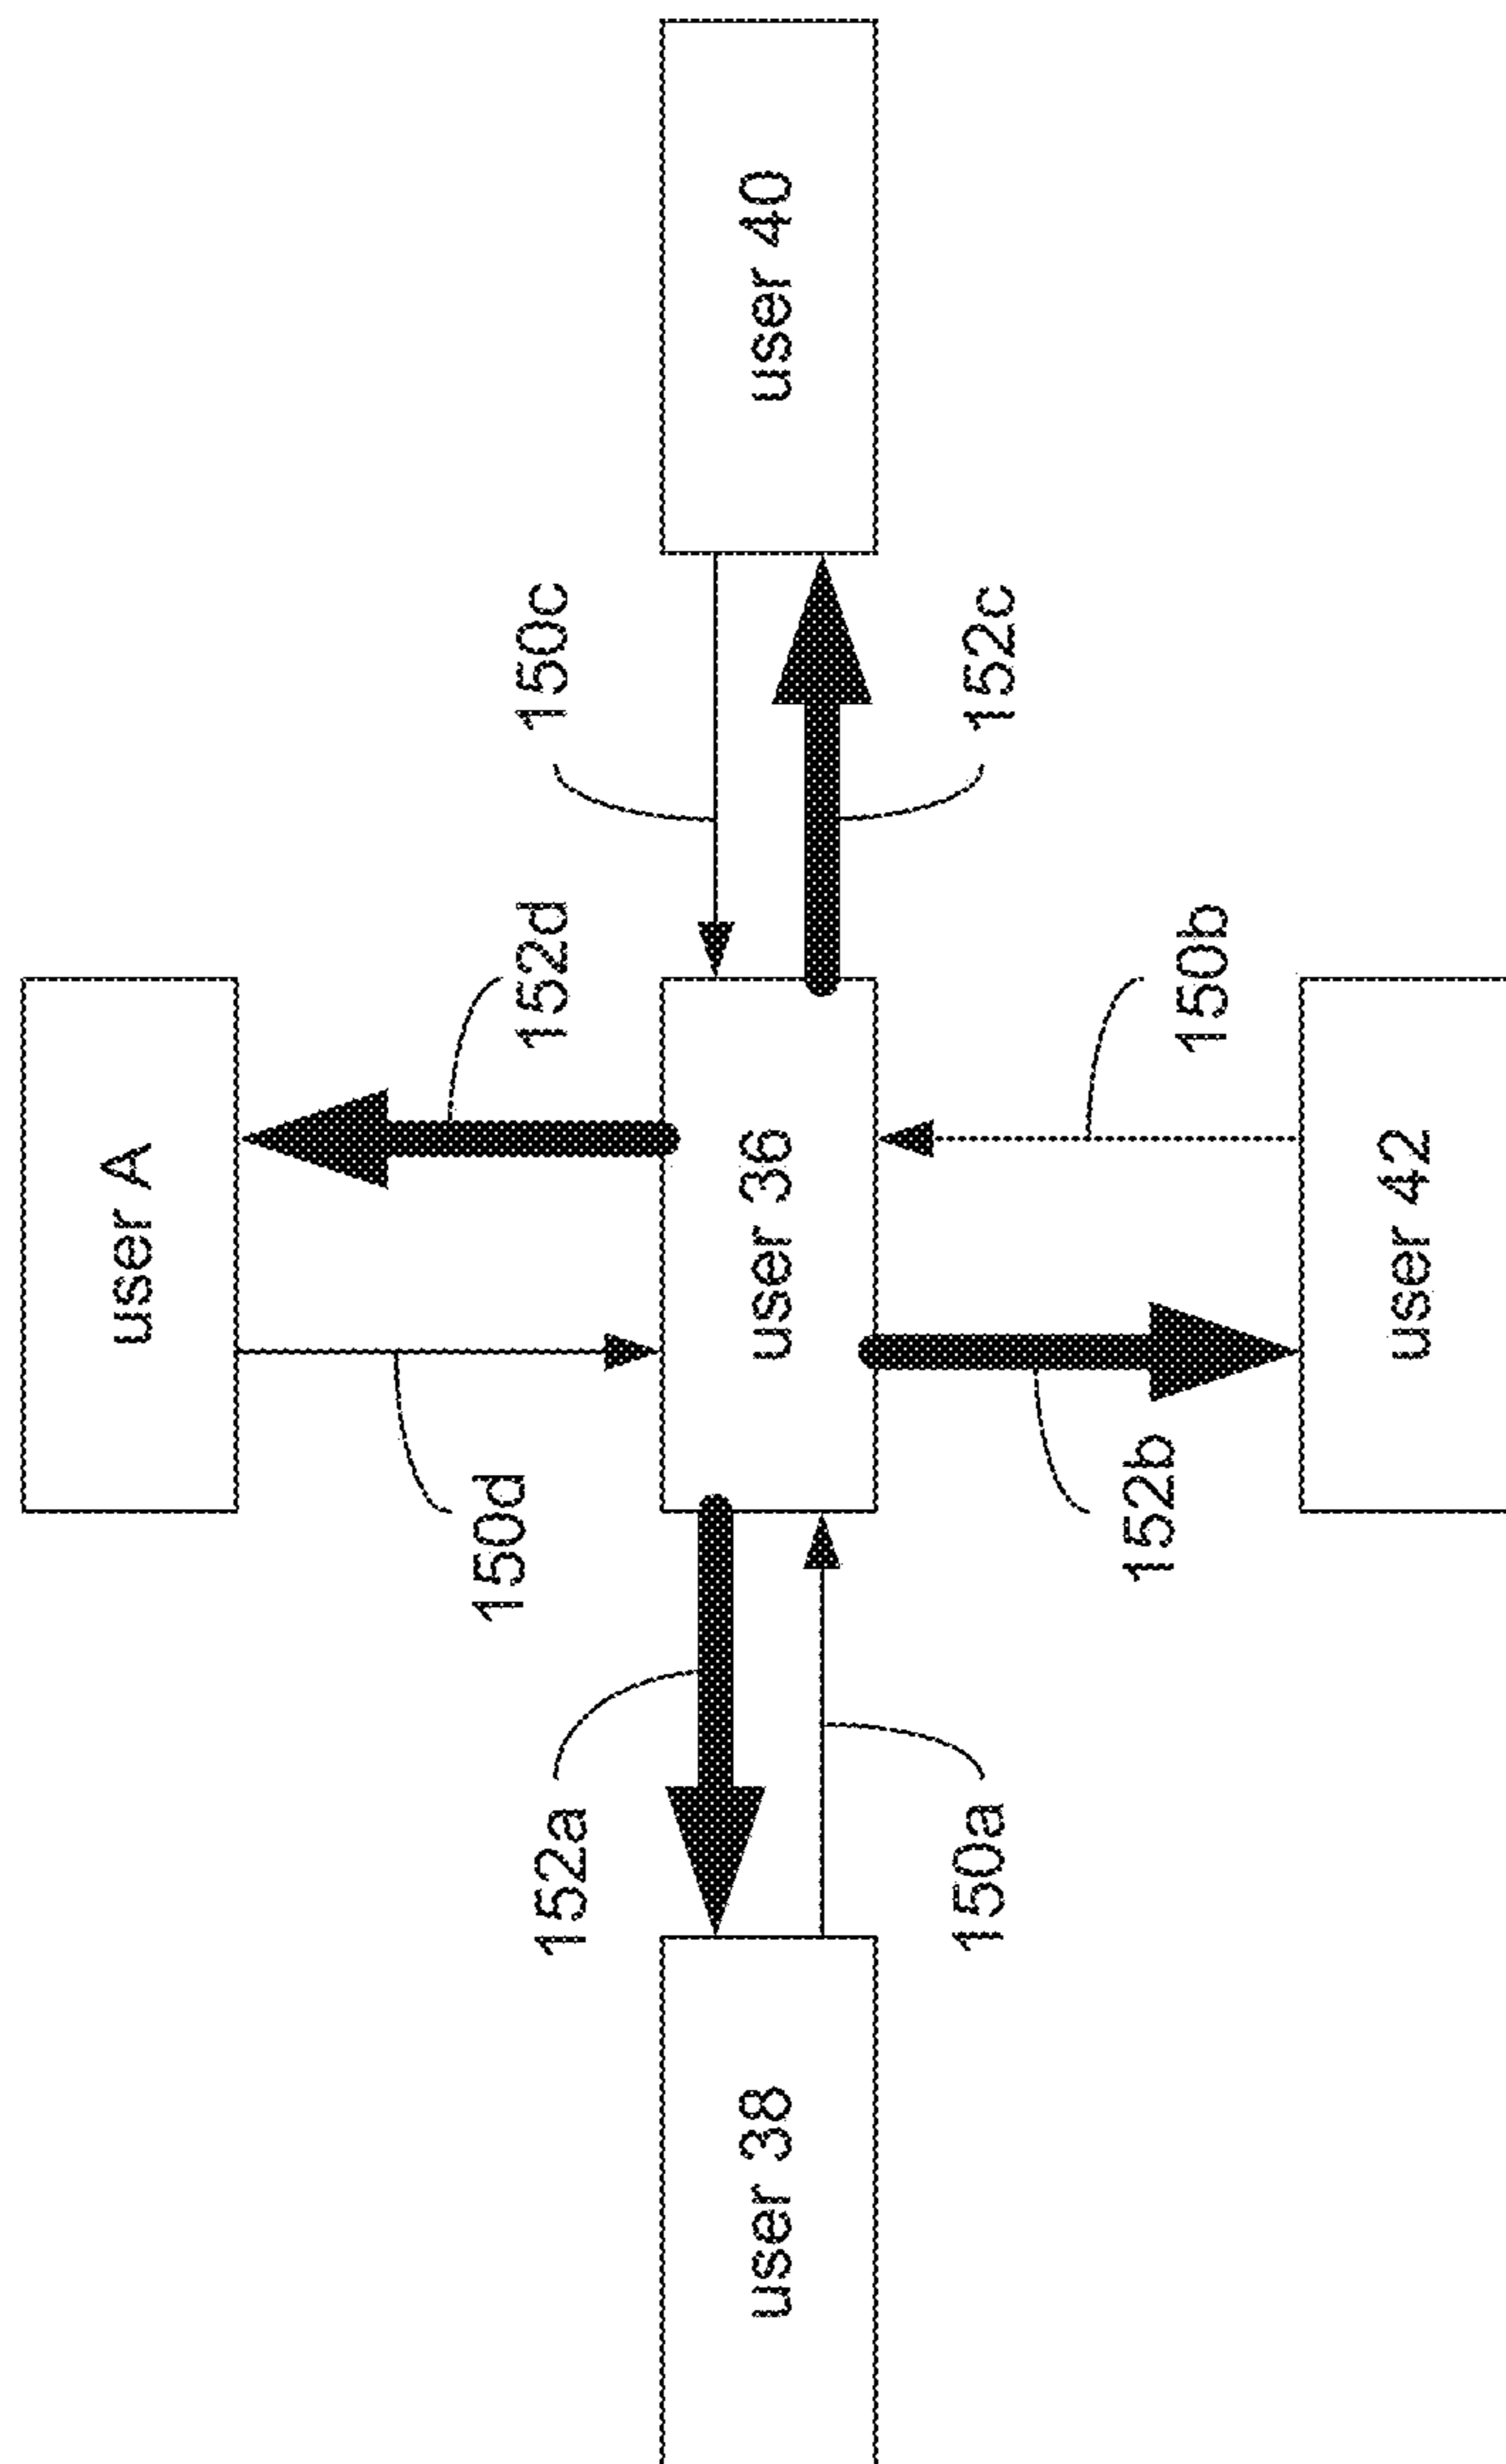 user A
150d
152d
user 38
152a
150a
user 36
150c
152c
user 40
152b
150b
user 42